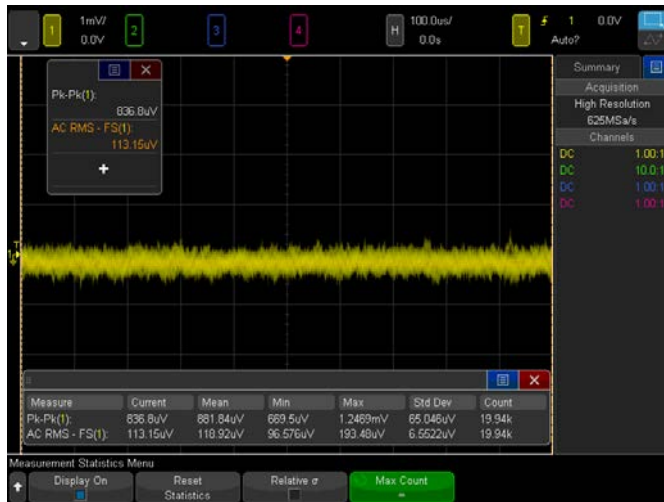 1 1mV/ 0.0V 2 3 4 H 100.0us/ 0.0s T 1 0.0V Auto?
Summary
Acquisition
High Resolution
625MSa/s
Channels
DC 1.00:1
DC 10.0:1
DC 1.00:1
DC 1.00:1
Pk-Pk(1):
836.8uV
AC RMS - FS(1):
113.15uV
Measure Current Mean Min Max Std Dev Count
Pk-Pk(1): 836.8uV 881.84uV 669.5uV 1.2469mV 65.046uV 19.94k
AC RMS - FS(1): 113.15uV 118.92uV 96.576uV 193.48uV 6.5522uV 19.94k
Measurement Statistics Menu
Display On
Reset Statistics
Relative σ
Max Count